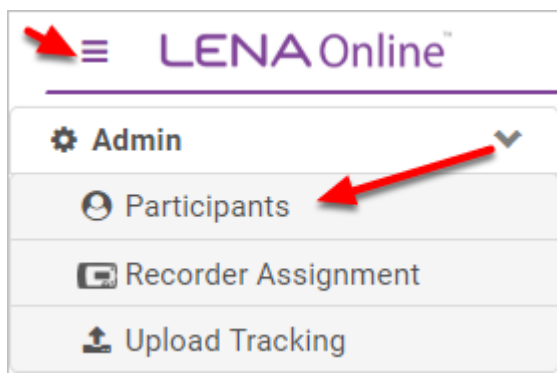 LENA Online™
Admin
Participants
Recorder Assignment
Upload Tracking